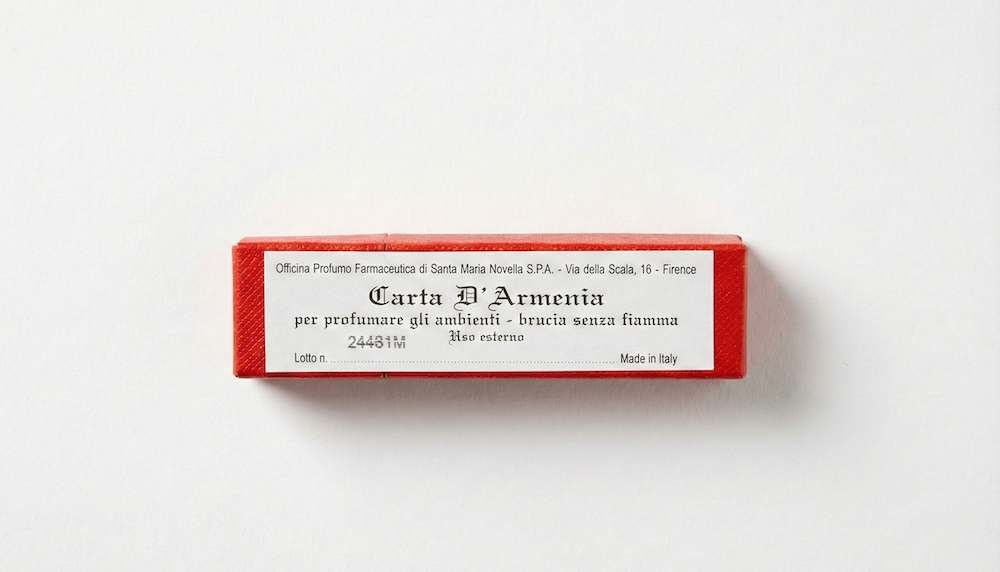 Officina Profumo Farmaceutica di Santa Maria Novella S.P.A. - Via della Scala, 16 - Firenze
Carta D'Armenia
per profumare gli ambienti - brucia senza fiamma
Uso esterno
24481M
Lotto n. Made in Italy